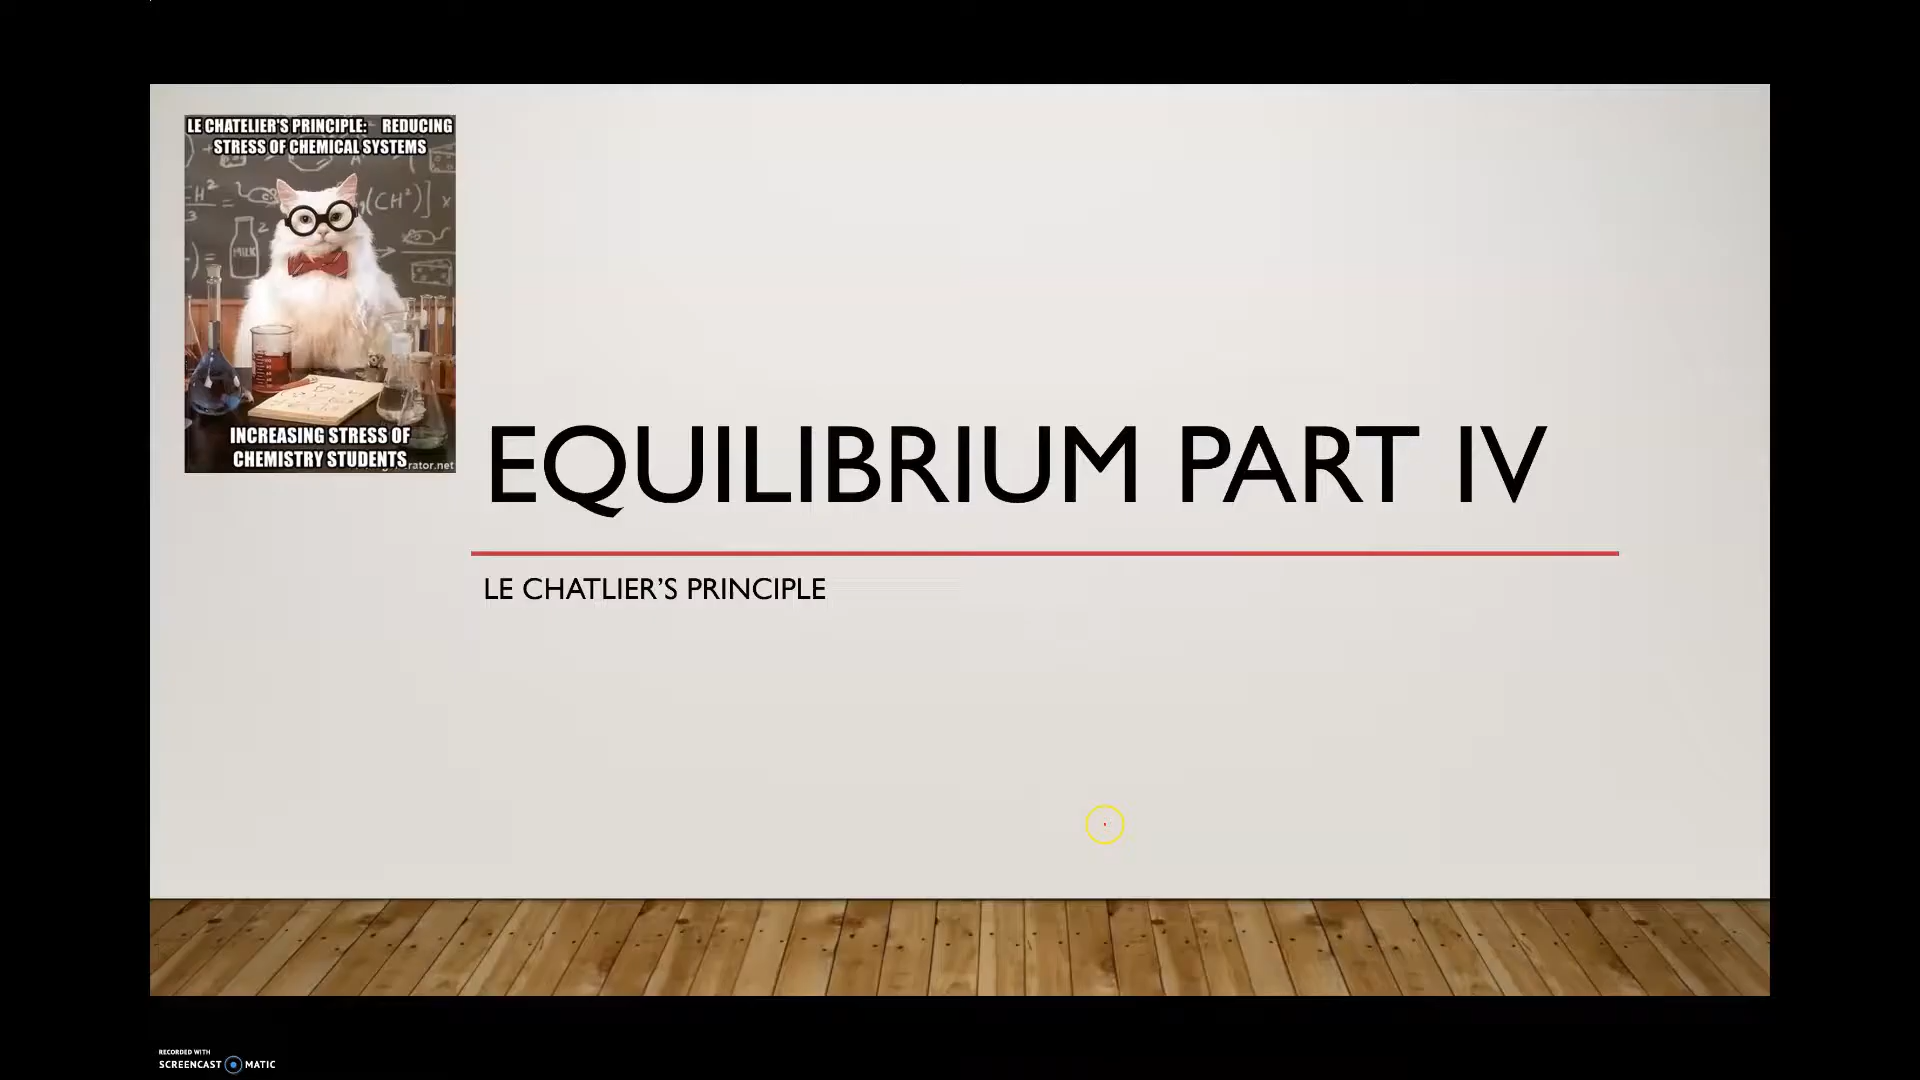 LE CHATELIER'S PRINCIPLE: REDUCING
STRESS OF CHEMICAL SYSTEMS
MILK
INCREASING STRESS OF
CHEMISTRY STUDENTS
rator.net
EQUILIBRIUM PART IV
LE CHATLIER’S PRINCIPLE
RECORDED WITH
SCREENCAST MATIC